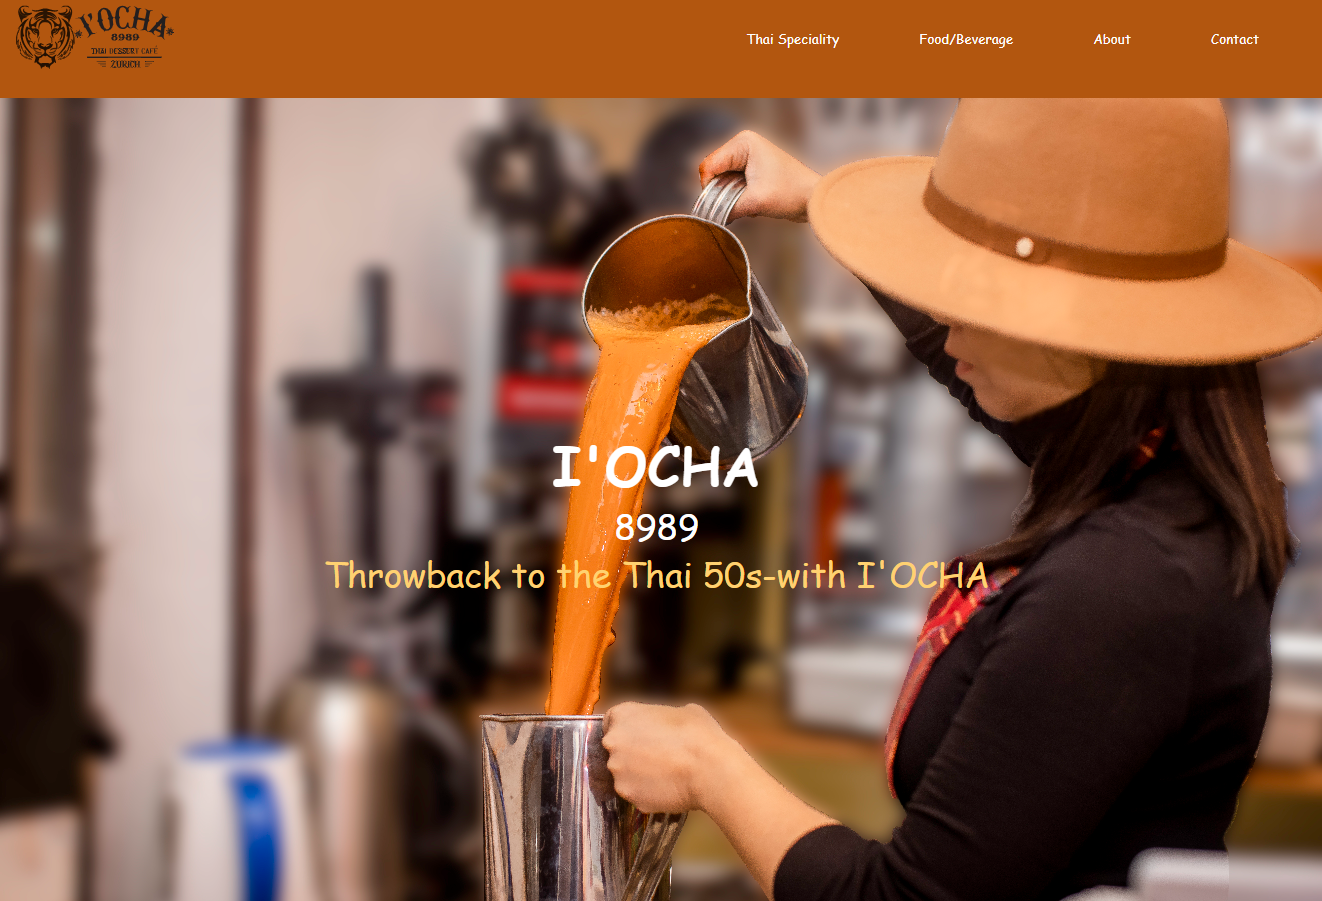 I'OCHA
8989
THAI DESSERT CAFÉ
ZURICH
Thai Speciality
Food/Beverage
About
Contact
I'OCHA
8989
Throwback to the Thai 50s-with I'OCHA